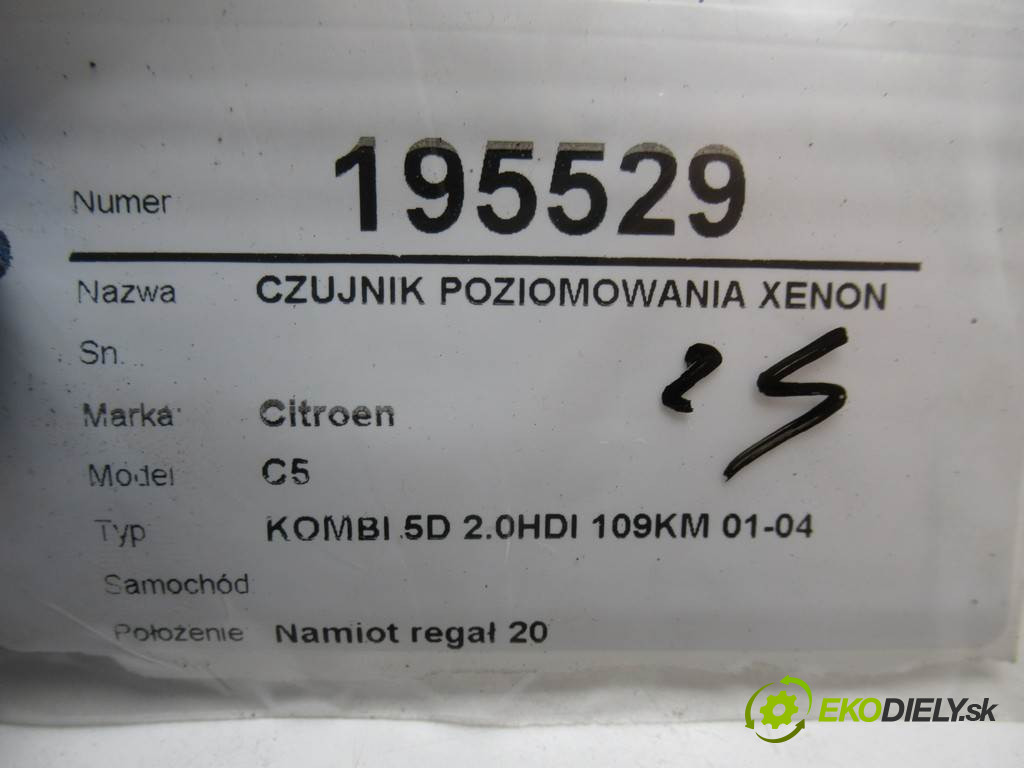 Numer 195529
Nazwa CZUJNIK POZIOMOWANIA XENON
Sn.
Marka Citroen
25
Model C5
Typ KOMBI 5D 2.0HDI 109KM 01-04
Samochód
Położenie Namiot regał 20
EKODIELY.sk